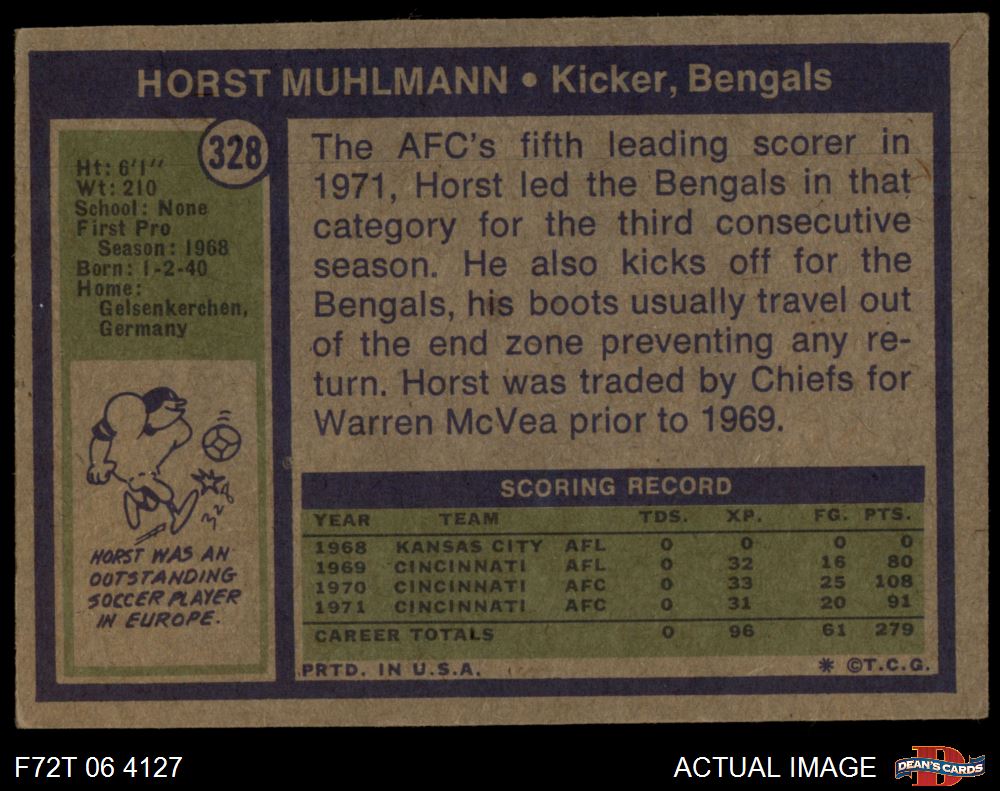 HORST MUHLMANN • Kicker, Bengals
328
Ht: 6'1"
Wt: 210
School: None
First Pro
Season: 1968
Born: 1-2-40
Home:
Gelsenkerchen,
Germany
HORST WAS AN
OUTSTANDING
SOCCER PLAYER
IN EUROPE.
The AFC's fifth leading scorer in
1971, Horst led the Bengals in that
category for the third consecutive
season. He also kicks off for the
Bengals, his boots usually travel out
of the end zone preventing any re-
turn. Horst was traded by Chiefs for
Warren McVea prior to 1969.
SCORING RECORD
YEAR TEAM TDS. XP. FG. PTS.
1968 KANSAS CITY AFL 0 0 0 0
1969 CINCINNATI AFL 0 32 16 80
1970 CINCINNATI AFC 0 33 25 108
1971 CINCINNATI AFC 0 31 20 91
CAREER TOTALS 0 96 61 279
PRTD. IN U.S.A. * ©T.C.G.
F72T 06 4127 ACTUAL IMAGE
D
DEAN'S CARDS